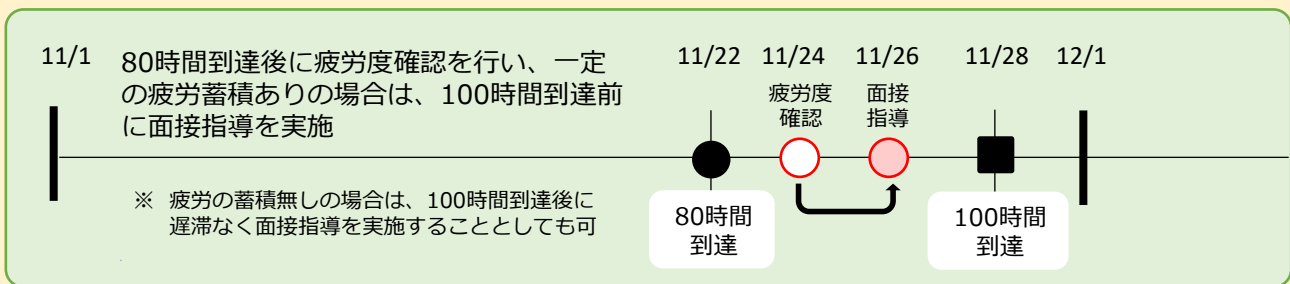 11/1
80時間到達後に疲労度確認を行い、一定
の疲労蓄積ありの場合は、100時間到達前
に面接指導を実施
※ 疲労の蓄積無しの場合は、100時間到達後に
遅滞なく面接指導を実施することとしても可
11/22
11/24
11/26
11/28
12/1
疲労度
確認
面接
指導
80時間
到達
100時間
到達